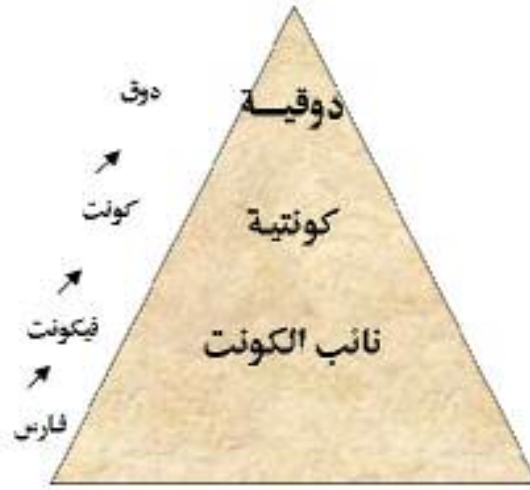 دوق
دوقيـــة
كونت
كونتية
فيكونت
نائب الكونت
فارس